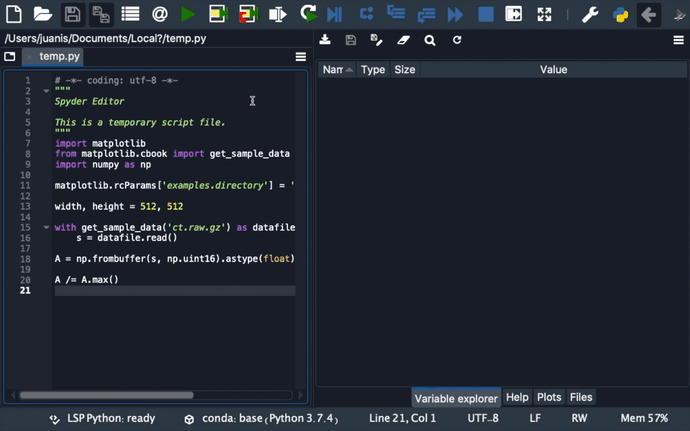 /Users/juanis/Documents/Local?/temp.py
temp.py
1 # -*- coding: utf-8 -*-
2 """
3 Spyder Editor
4
5 This is a temporary script file.
6 """
7 import matplotlib
8 from matplotlib.cbook import get_sample_data
9 import numpy as np
10
11 matplotlib.rcParams['examples.directory'] = '
12
13 width, height = 512, 512
14
15 with get_sample_data('ct.raw.gz') as datafile
16 s = datafile.read()
17
18 A = np.frombuffer(s, np.uint16).astype(float)
19
20 A /= A.max()
21
Type Size Value
Variable explorer Help Plots Files
LSP Python: ready conda: base (Python 3.7.4) Line 21, Col 1 UTF-8 LF RW Mem 57%